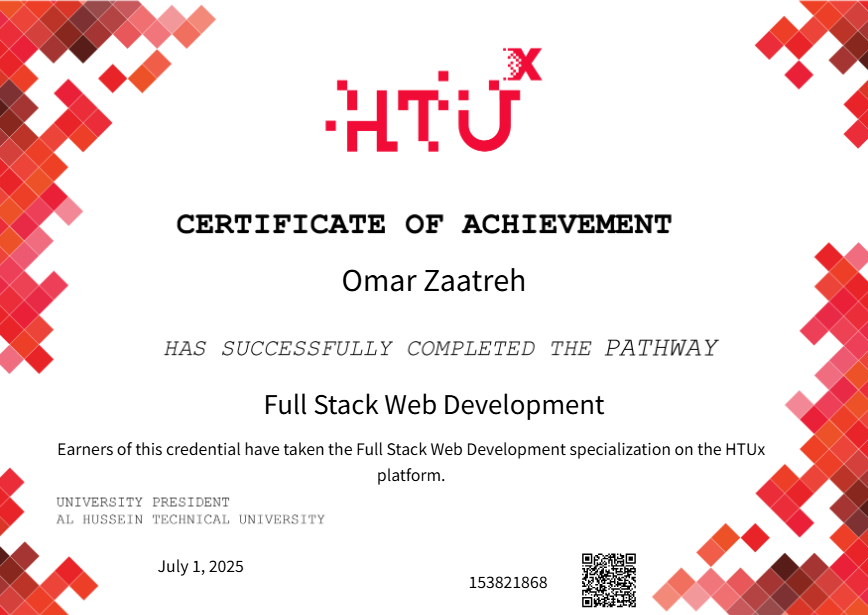 HTUx
CERTIFICATE OF ACHIEVEMENT
Omar Zaatreh
HAS SUCCESSFULLY COMPLETED THE PATHWAY
Full Stack Web Development
Earners of this credential have taken the Full Stack Web Development specialization on the HTUx
platform.
UNIVERSITY PRESIDENT
AL HUSSEIN TECHNICAL UNIVERSITY
July 1, 2025
153821868